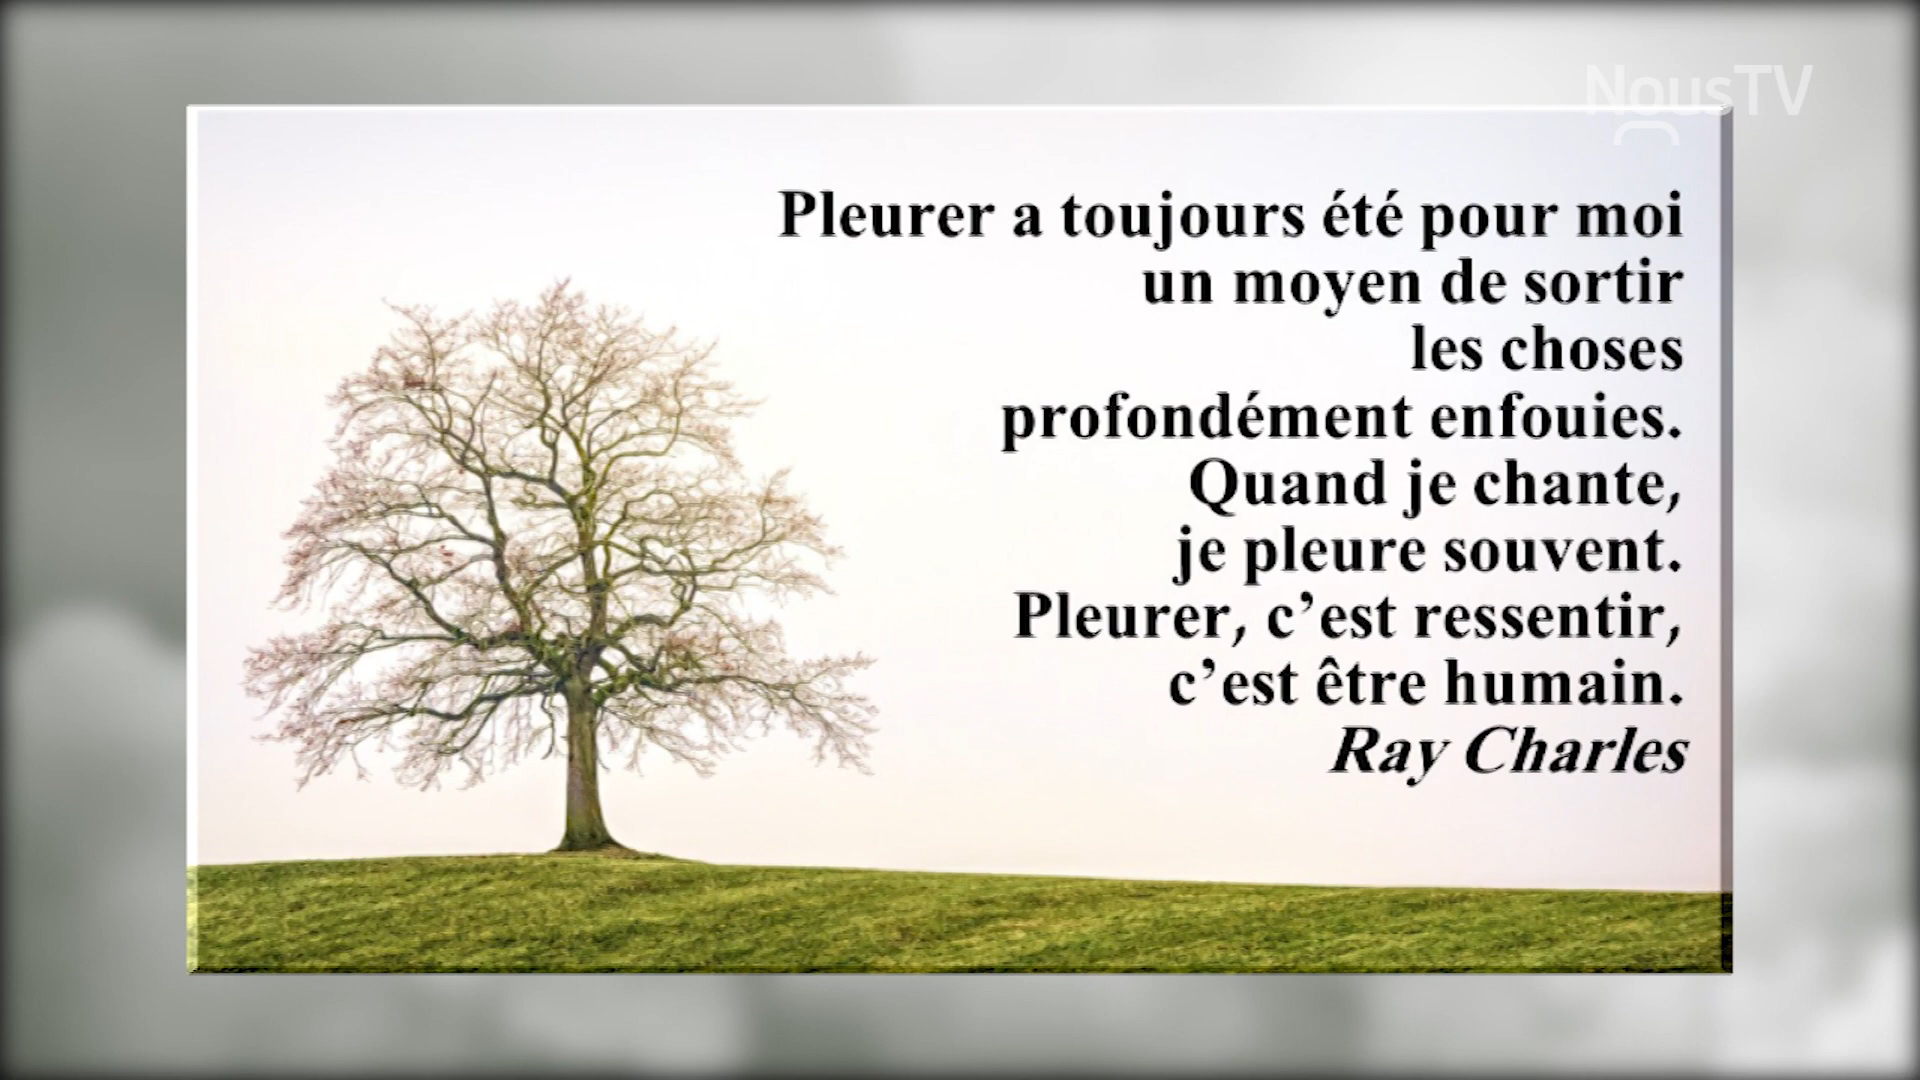 NousTV
Pleurer a toujours été pour moi
un moyen de sortir
les choses
profondément enfouies.
Quand je chante,
je pleure souvent.
Pleurer, c’est ressentir,
c’est être humain.
Ray Charles